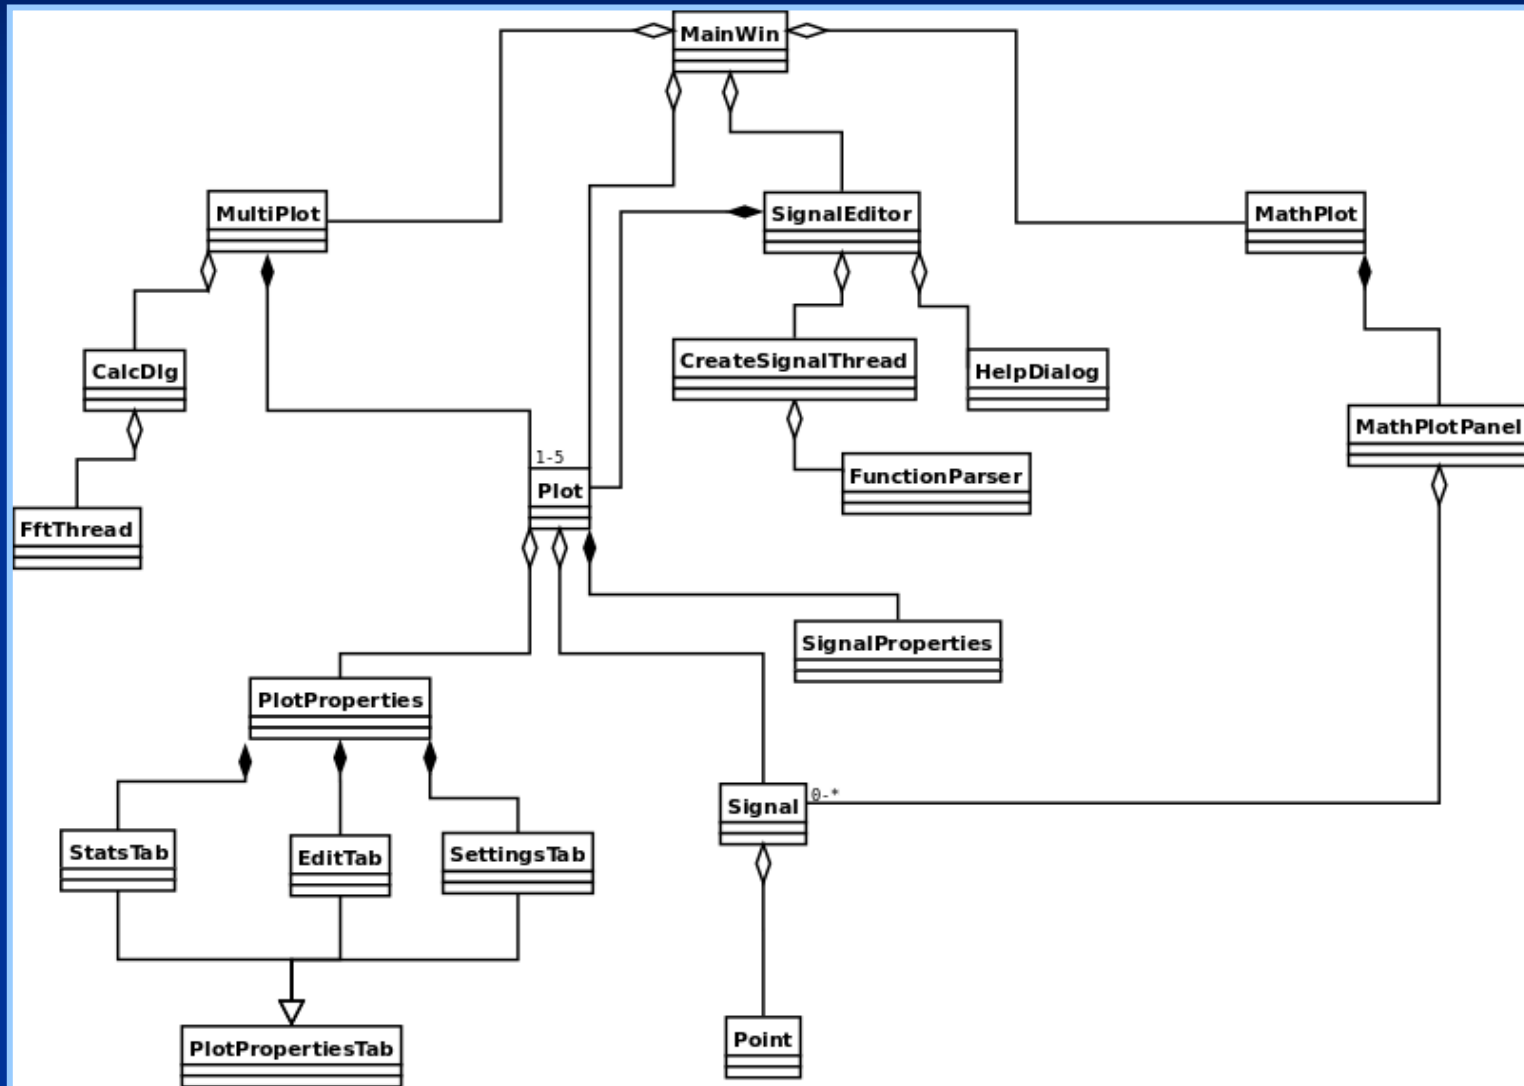 MainWin
MultiPlot
SignalEditor
MathPlot
CalcDlg
CreateSignalThread
HelpDialog
MathPlotPanel
1-5
Plot
FunctionParser
FftThread
SignalProperties
PlotProperties
Signal
0-*
StatsTab
EditTab
SettingsTab
Point
PlotPropertiesTab